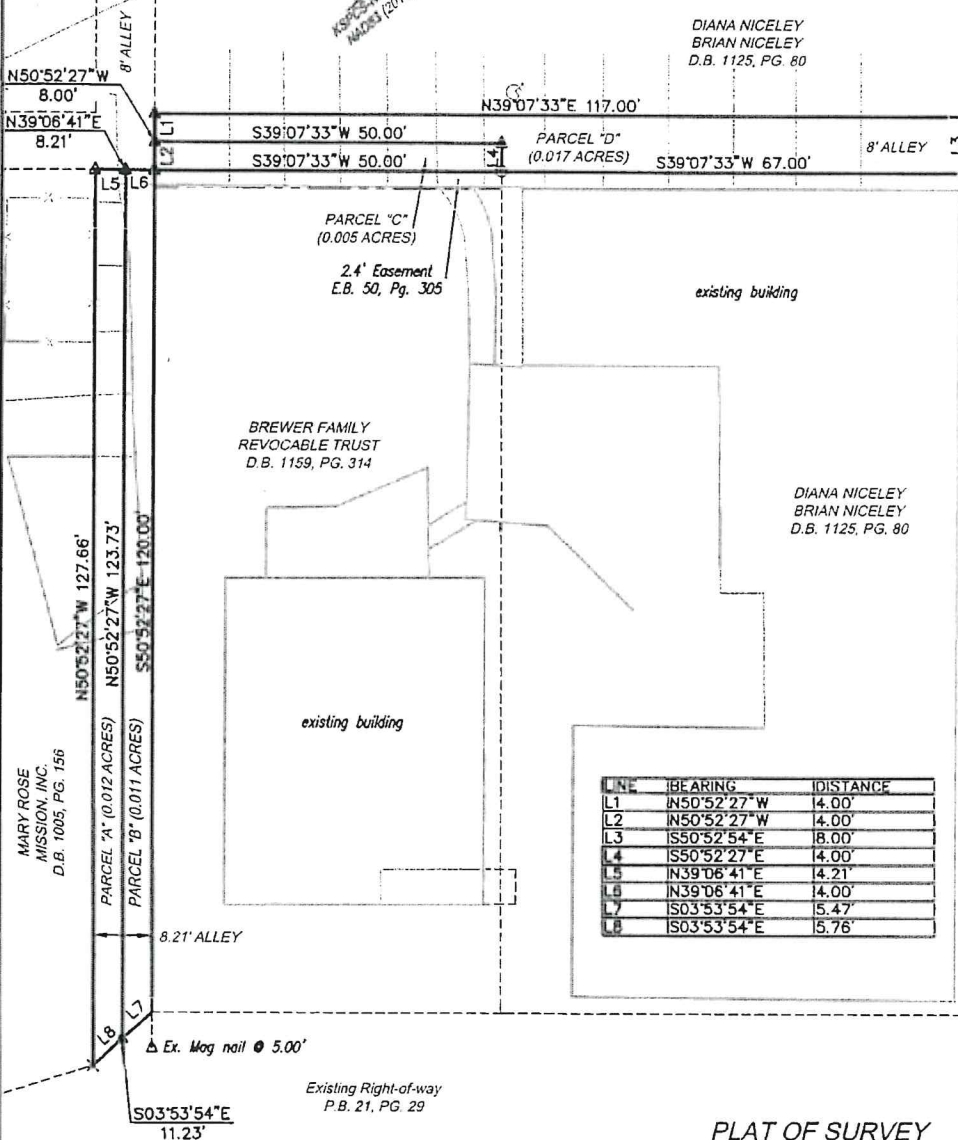 8' ALLEY
DIANA NICELEY
BRIAN NICELEY
D.B. 1125, PG. 80
N50°52'27"W
8.00'
N39°06'41"E
8.21'
N39°07'33"E 117.00'
L1
S39°07'33"W 50.00'
PARCEL "D"
(0.017 ACRES)
8' ALLEY
L2
L4
S39°07'33"W 50.00'
S39°07'33"W 67.00'
L5
L6
PARCEL "C"
(0.005 ACRES)
2.4' Easement
E.B. 50, Pg. 305
existing building
BREWER FAMILY
REVOCABLE TRUST
D.B. 1159, PG. 314
DIANA NICELEY
BRIAN NICELEY
D.B. 1125, PG. 80
N50°52'27"W 127.66'
N50°52'27"W 123.73'
S50°52'27"E 120.00'
existing building
MARY ROSE
MISSION, INC.
D.B. 1005, PG. 156
PARCEL "A" (0.012 ACRES)
PARCEL "B" (0.011 ACRES)
LINE BEARING DISTANCE
L1 N50°52'27"W 4.00'
L2 N50°52'27"W 4.00'
L3 S50°52'54"E 8.00'
L4 S50°52'27"E 4.00'
L5 N39°06'41"E 4.21'
L6 N39°06'41"E 4.00'
L7 S03°53'54"E 5.47'
L8 S03°53'54"E 5.76'
8.21' ALLEY
L7
L8
Ex. Mag nail @ 5.00'
Existing Right-of-way
P.B. 21, PG. 29
S03°53'54"E
11.23'
PLAT OF SURVEY